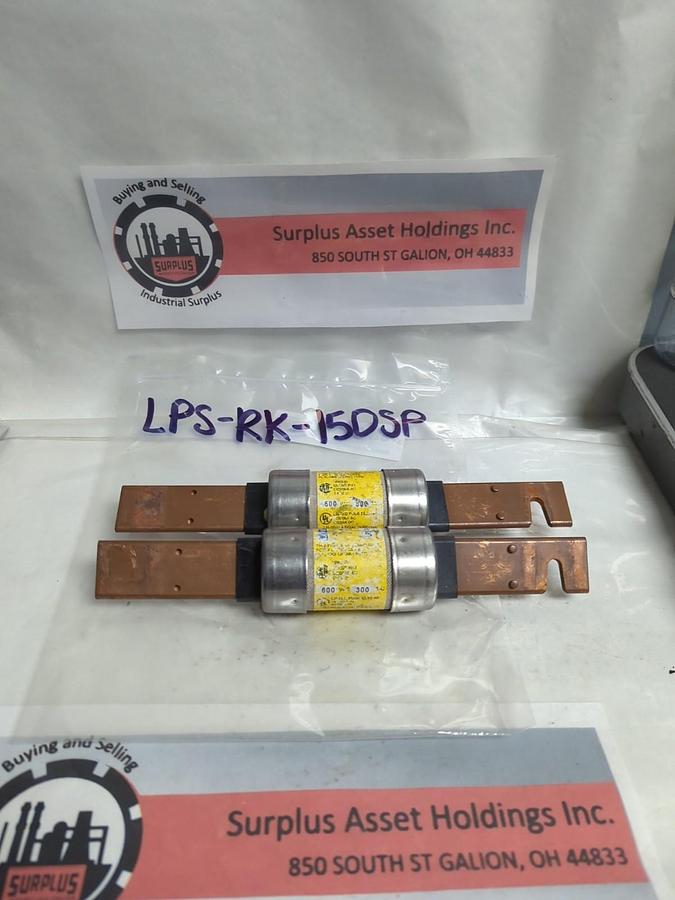 Buying and Selling
SURPLUS
Industrial Surplus
Surplus Asset Holdings Inc.
850 SOUTH ST GALION, OH 44833
LPS-RK-150SP
600
600
300
Buying and Selling
SURPLUS
Surplus Asset Holdings Inc.
850 SOUTH ST GALION, OH 44833